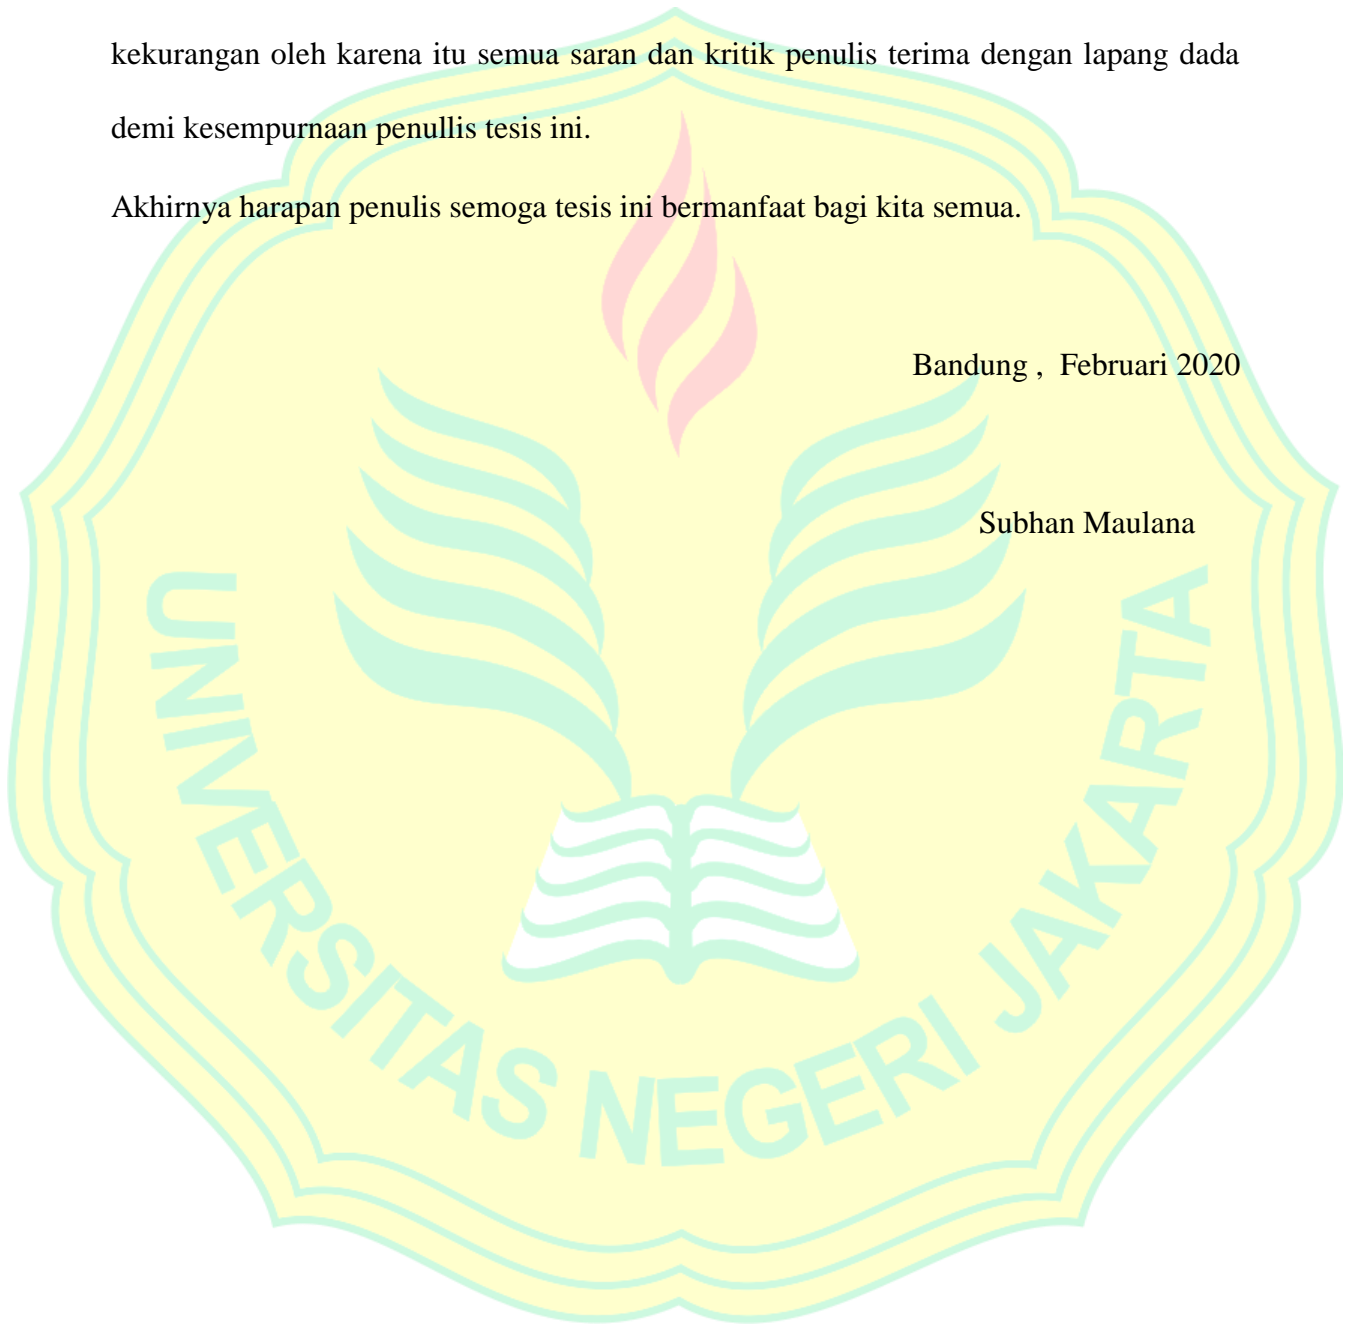 kekurangan oleh karena itu semua saran dan kritik penulis terima dengan lapang dada
demi kesempurnaan penullis tesis ini.
Akhirnya harapan penulis semoga tesis ini bermanfaat bagi kita semua.
Bandung ,  Februari 2020
Subhan Maulana
UNIVERSITAS NEGERI JAKARTA